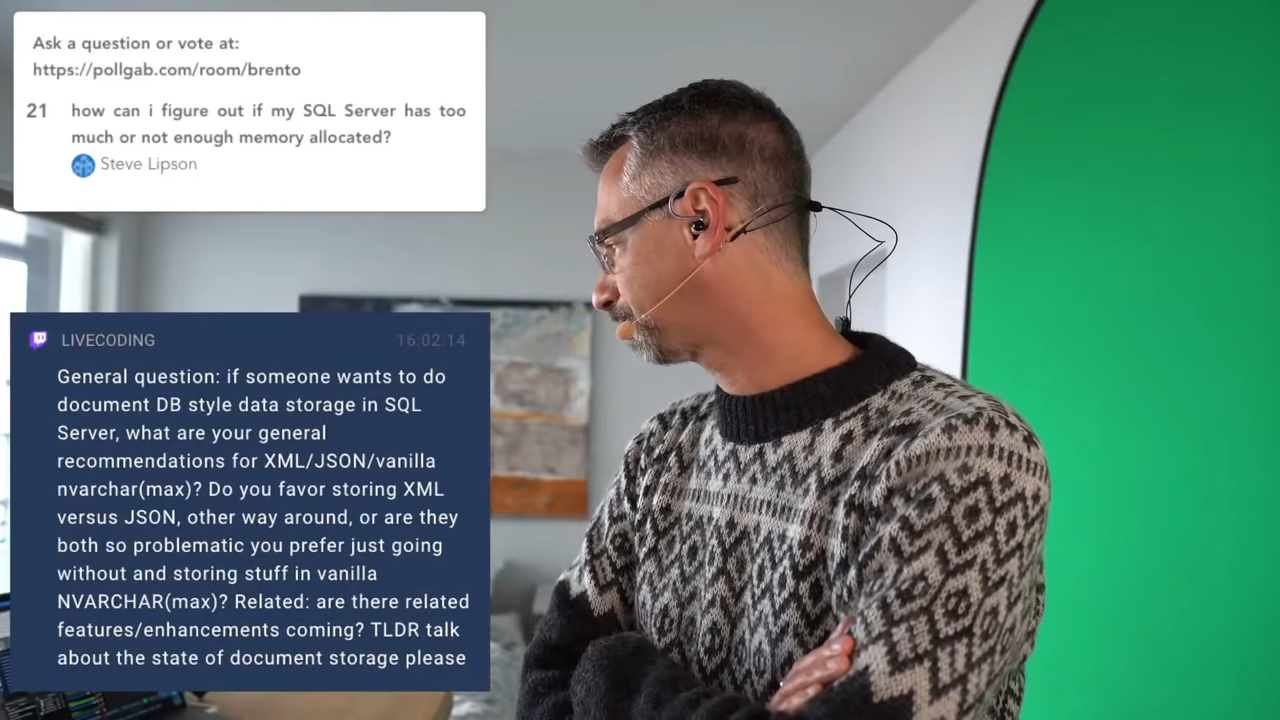 Ask a question or vote at:
https://pollgab.com/room/brento
21 how can i figure out if my SQL Server has too
much or not enough memory allocated?
Steve Lipson
LIVECODING 16:02:14
General question: if someone wants to do
document DB style data storage in SQL
Server, what are your general
recommendations for XML/JSON/vanilla
nvarchar(max)? Do you favor storing XML
versus JSON, other way around, or are they
both so problematic you prefer just going
without and storing stuff in vanilla
NVARCHAR(max)? Related: are there related
features/enhancements coming? TLDR talk
about the state of document storage please